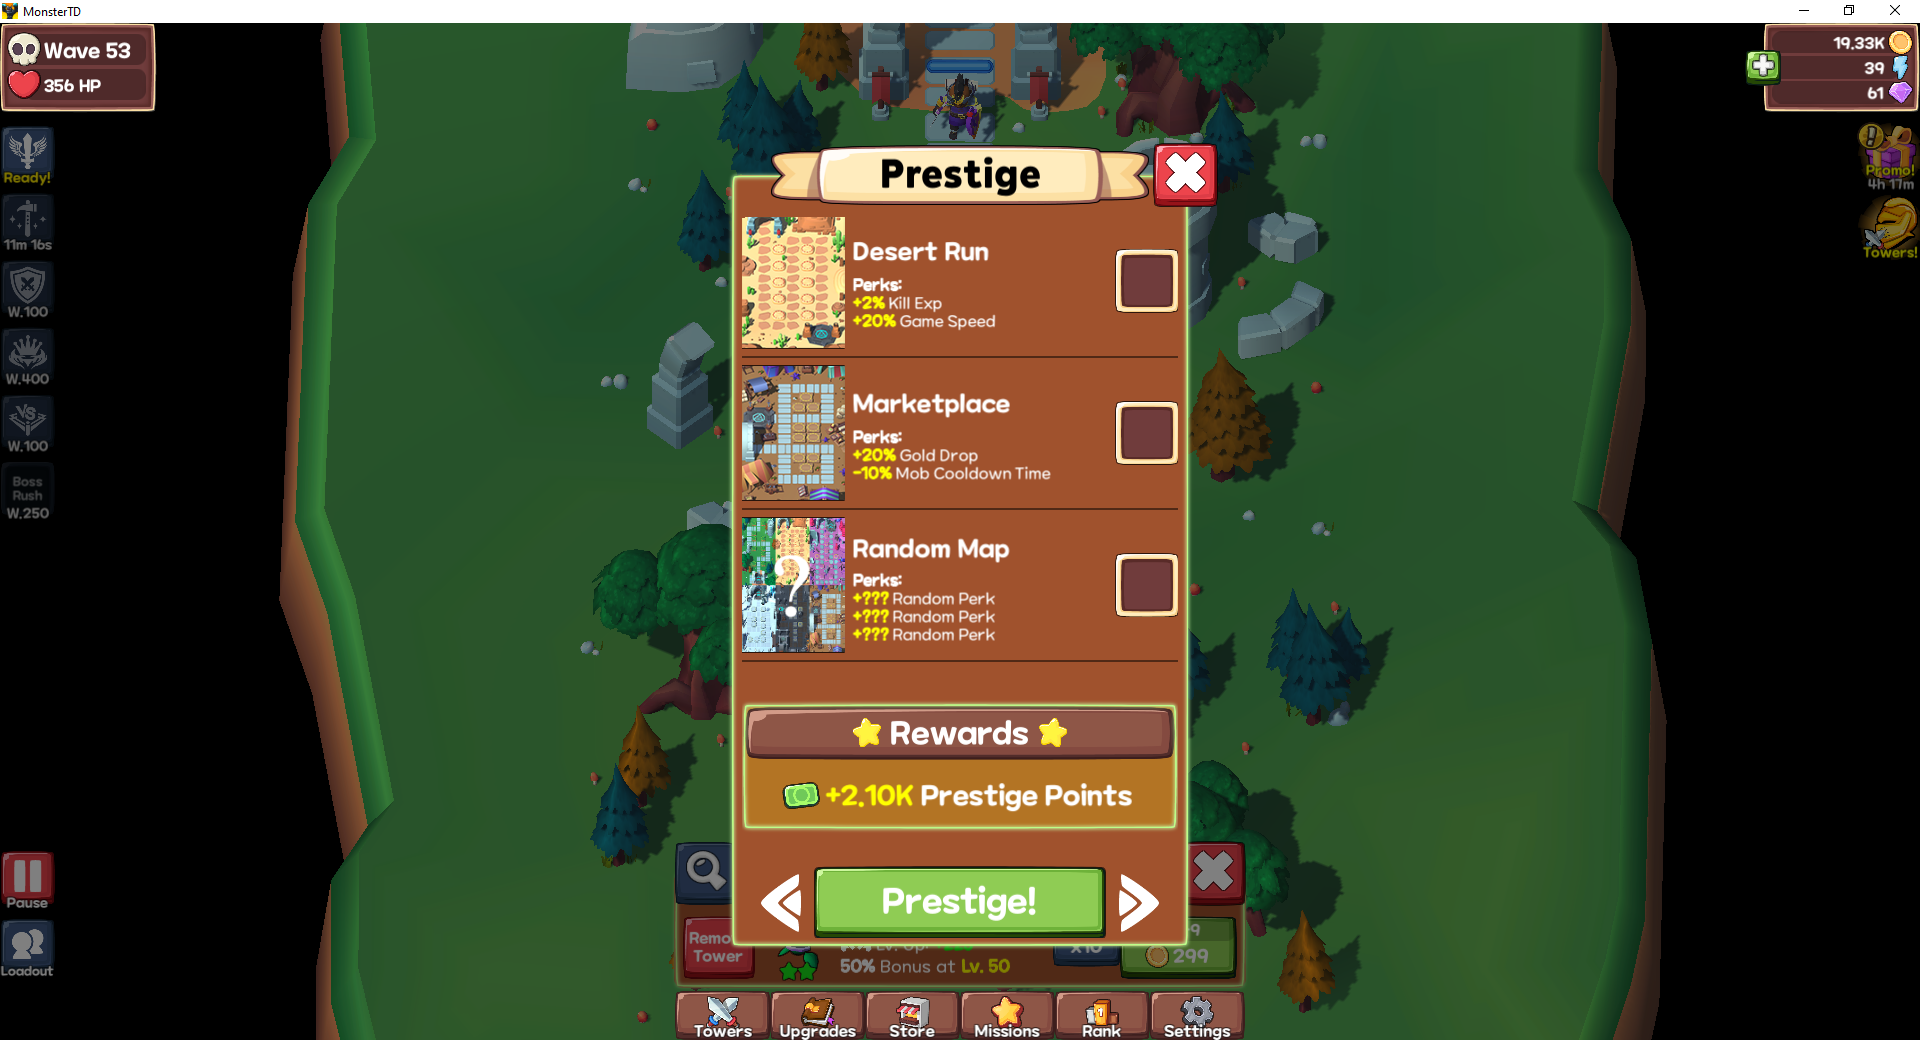 MonsterTD
Wave 53
356 HP
19.33K
39
61
Ready!
11m 16s
W.100
W.400
VS
W.100
Boss
Rush
W.250
Promo!
4h 17m
Towers!
Prestige
Desert Run
Perks:
+2% Kill Exp
+20% Game Speed
Marketplace
Perks:
+20% Gold Drop
-10% Mob Cooldown Time
?
Random Map
Perks:
+??? Random Perk
+??? Random Perk
+??? Random Perk
Rewards
+2.10K Prestige Points
Prestige!
Pause
Loadout
Remo
Tower
50% Bonus at Lv. 50
x10
299
Towers
Upgrades
Store
Missions
Rank
Settings